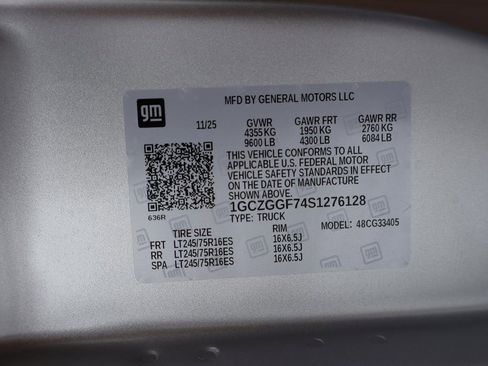 gm
MFD BY GENERAL MOTORS LLC
11/25 GVWR GAWR FRT GAWR RR
4355 KG 1950 KG 2760 KG
9600 LB 4300 LB 6084 LB
THIS VEHICLE CONFORMS TO ALL
APPLICABLE U.S. FEDERAL MOTOR
VEHICLE SAFETY STANDARDS IN EFFECT
ON THE DATE OF MANUFACTURE
SHOWN ABOVE.
1GCZGGF74S1276128
636R TYPE: TRUCK MODEL: 48CG33405
TIRE SIZE RIM
FRT LT245/75R16ES 16X6.5J
RR LT245/75R16ES 16X6.5J
SPA LT245/75R16ES 16X6.5J